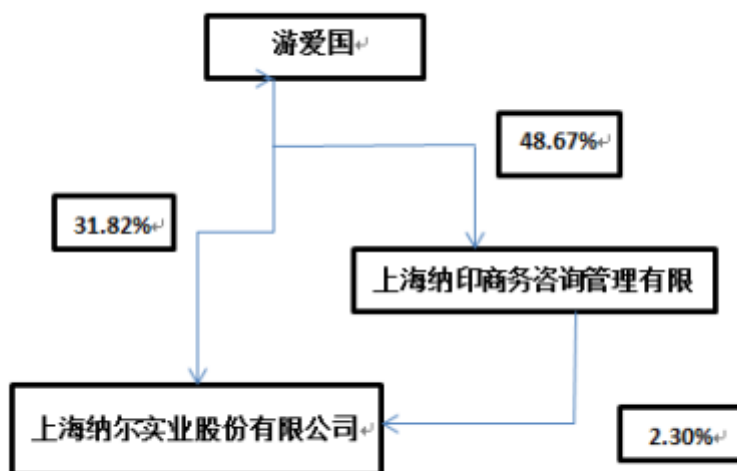 游爱国
48.67%
31.82%
上海纳印商务咨询管理有限
上海纳尔实业股份有限公司
2.30%